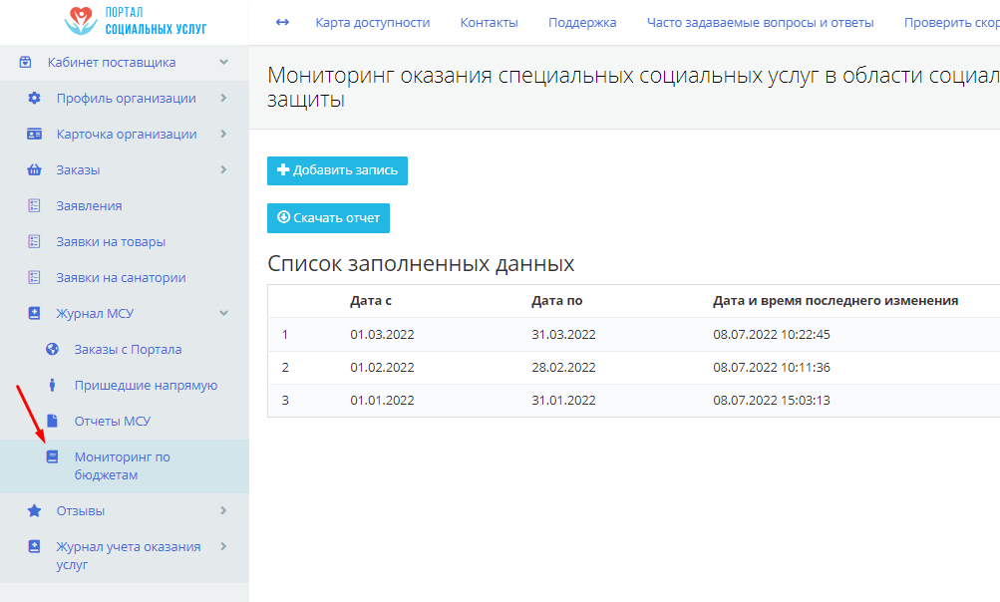 ПОРТАЛ
СОЦИАЛЬНЫХ УСЛУГ
Карта доступности Контакты Поддержка Часто задаваемые вопросы и ответы Проверить скор
Кабинет поставщика
Профиль организации
Карточка организации
Заказы
Заявления
Заявки на товары
Заявки на санатории
Журнал МСУ
Заказы с Портала
Пришедшие напрямую
Отчеты МСУ
Мониторинг по
бюджетам
Отзывы
Журнал учета оказания
услуг
Мониторинг оказания специальных социальных услуг в области социал
защиты
Добавить запись
Скачать отчет
Список заполненных данных
Дата с Дата по Дата и время последнего изменения
1 01.03.2022 31.03.2022 08.07.2022 10:22:45
2 01.02.2022 28.02.2022 08.07.2022 10:11:36
3 01.01.2022 31.01.2022 08.07.2022 15:03:13